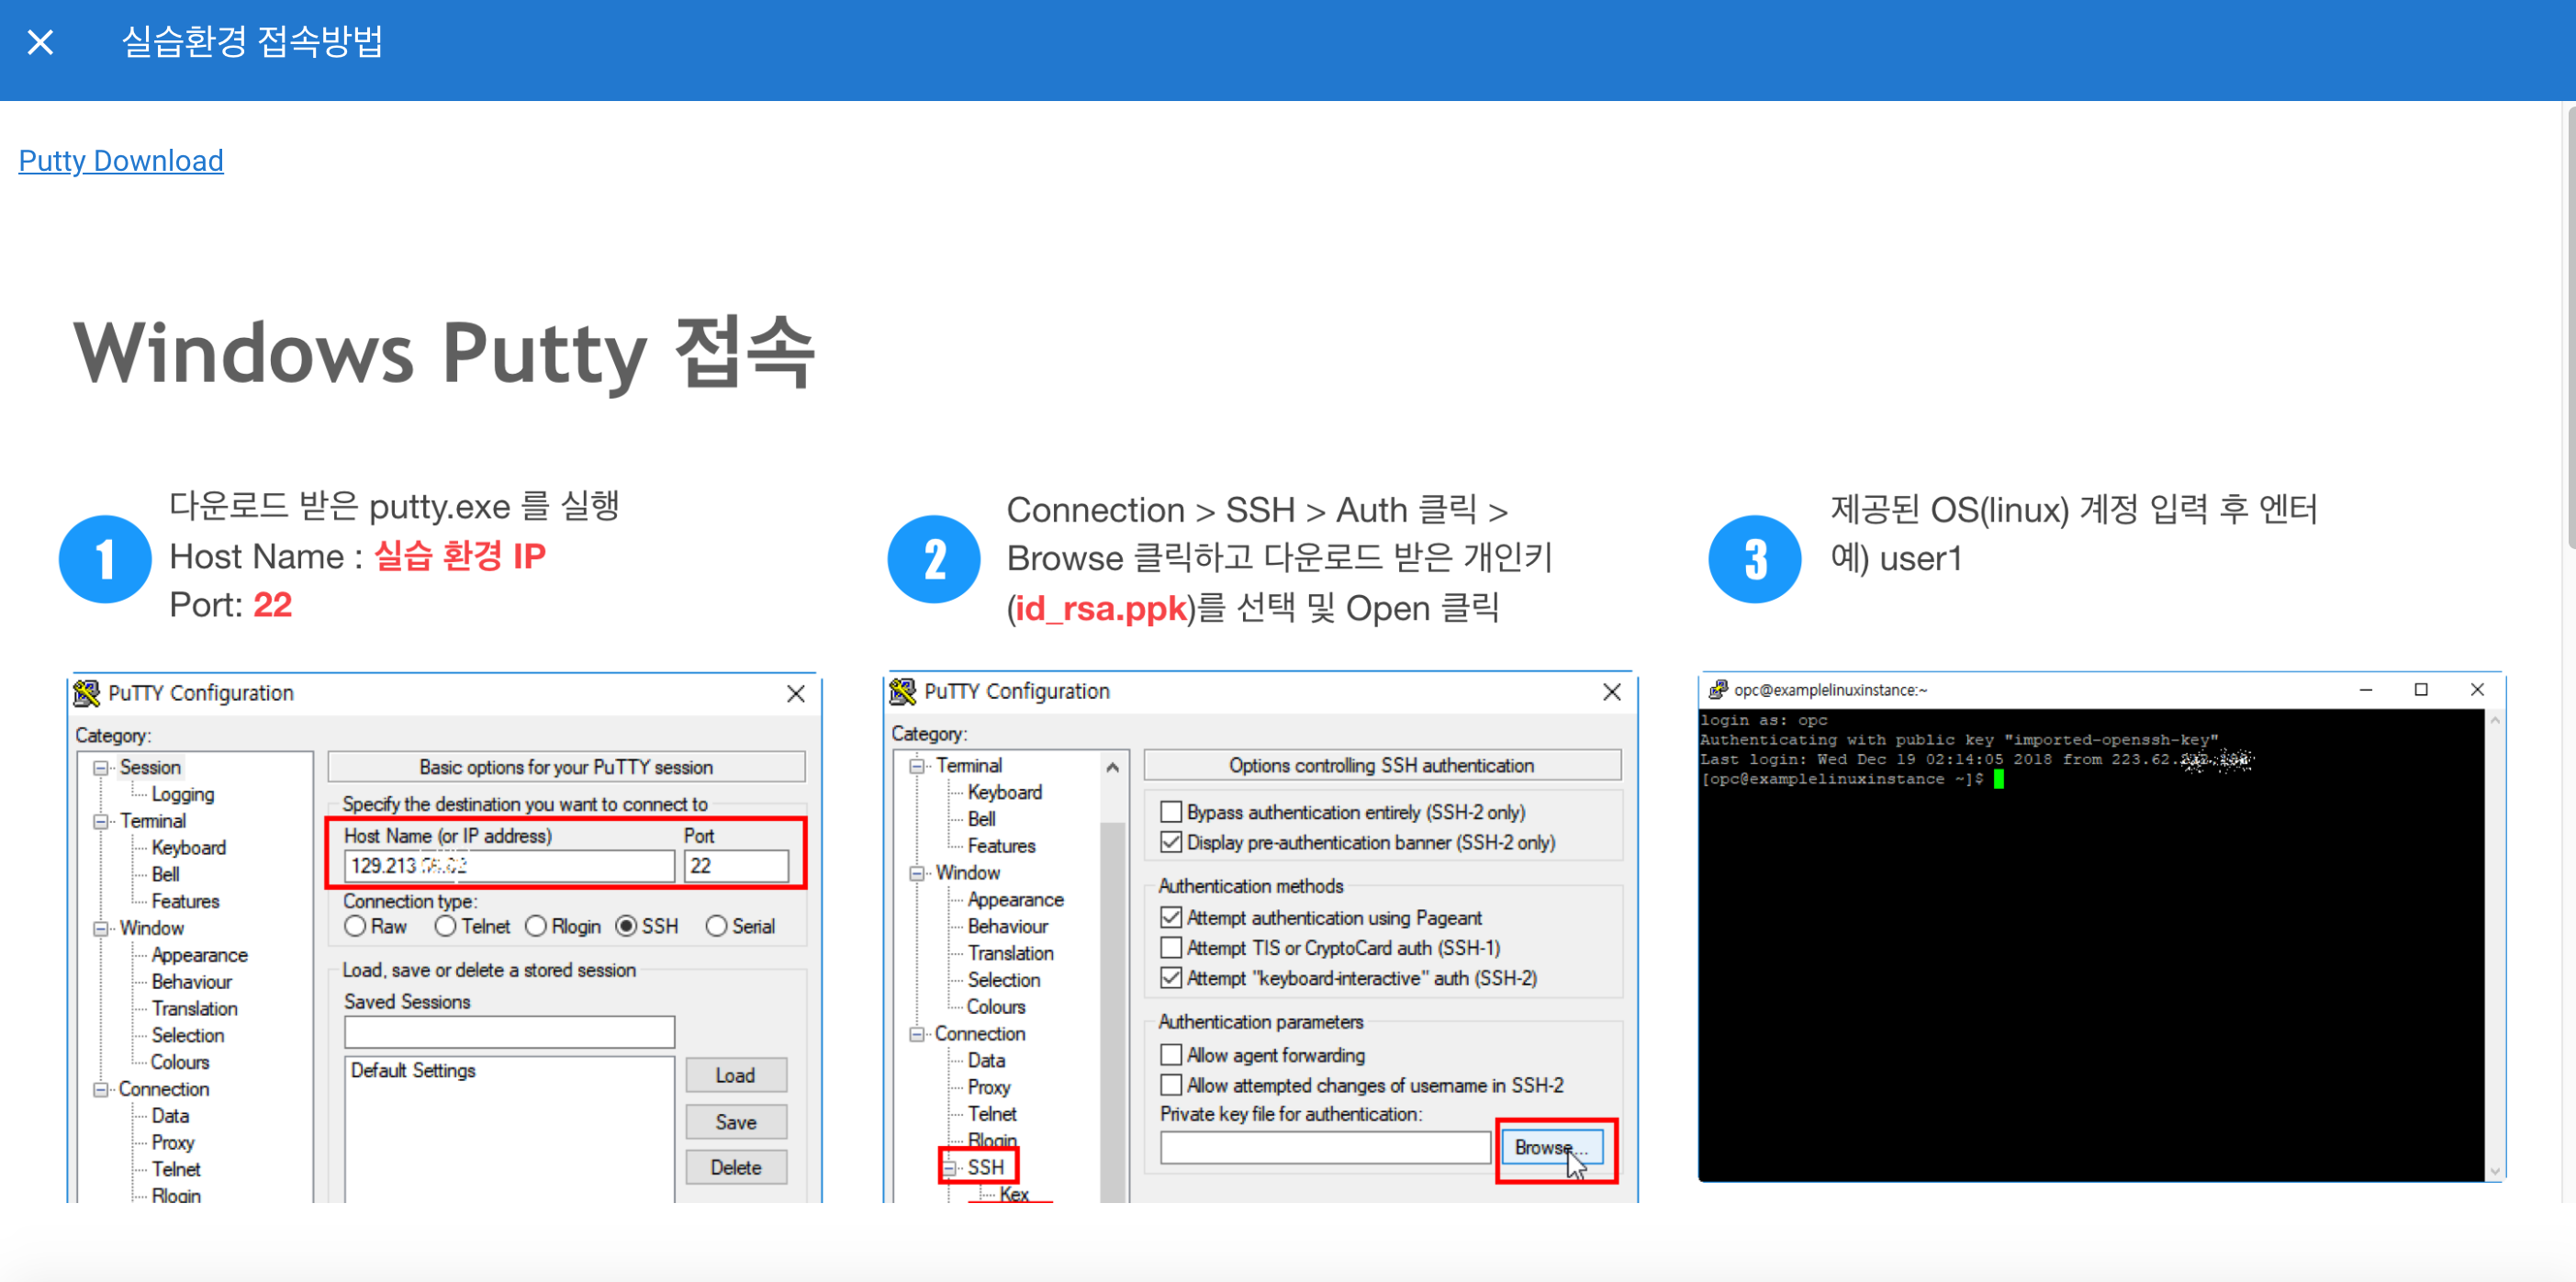 실습환경 접속방법
Putty Download
Windows Putty 접속
1
다운로드 받은 putty.exe 를 실행
Host Name : 실습 환경 IP
Port: 22
2
Connection > SSH > Auth 클릭 >
Browse 클릭하고 다운로드 받은 개인키
(id_rsa.ppk)를 선택 및 Open 클릭
3
제공된 OS(linux) 계정 입력 후 엔터
예) user1
PuTTY Configuration
Category:
Session
Logging
Terminal
Keyboard
Bell
Features
Window
Appearance
Behaviour
Translation
Selection
Colours
Connection
Data
Proxy
Telnet
Rlogin
Basic options for your PuTTY session
Specify the destination you want to connect to
Host Name (or IP address) Port
129.213 22
Connection type:
Raw Telnet Rlogin SSH Serial
Load, save or delete a stored session
Saved Sessions
Default Settings
Load
Save
Delete
PuTTY Configuration
Category:
Terminal
Keyboard
Bell
Features
Window
Appearance
Behaviour
Translation
Selection
Colours
Connection
Data
Proxy
Telnet
Rlogin
SSH
Kex
Options controlling SSH authentication
Bypass authentication entirely (SSH-2 only)
Display pre-authentication banner (SSH-2 only)
Authentication methods
Attempt authentication using Pageant
Attempt TIS or CryptoCard auth (SSH-1)
Attempt "keyboard-interactive" auth (SSH-2)
Authentication parameters
Allow agent forwarding
Allow attempted changes of username in SSH-2
Private key file for authentication:
Browse...
opc@examplelinuxinstance:~
login as: opc
Authenticating with public key "imported-openssh-key"
Last login: Wed Dec 19 02:14:05 2018 from 223.62.
[opc@examplelinuxinstance ~]$